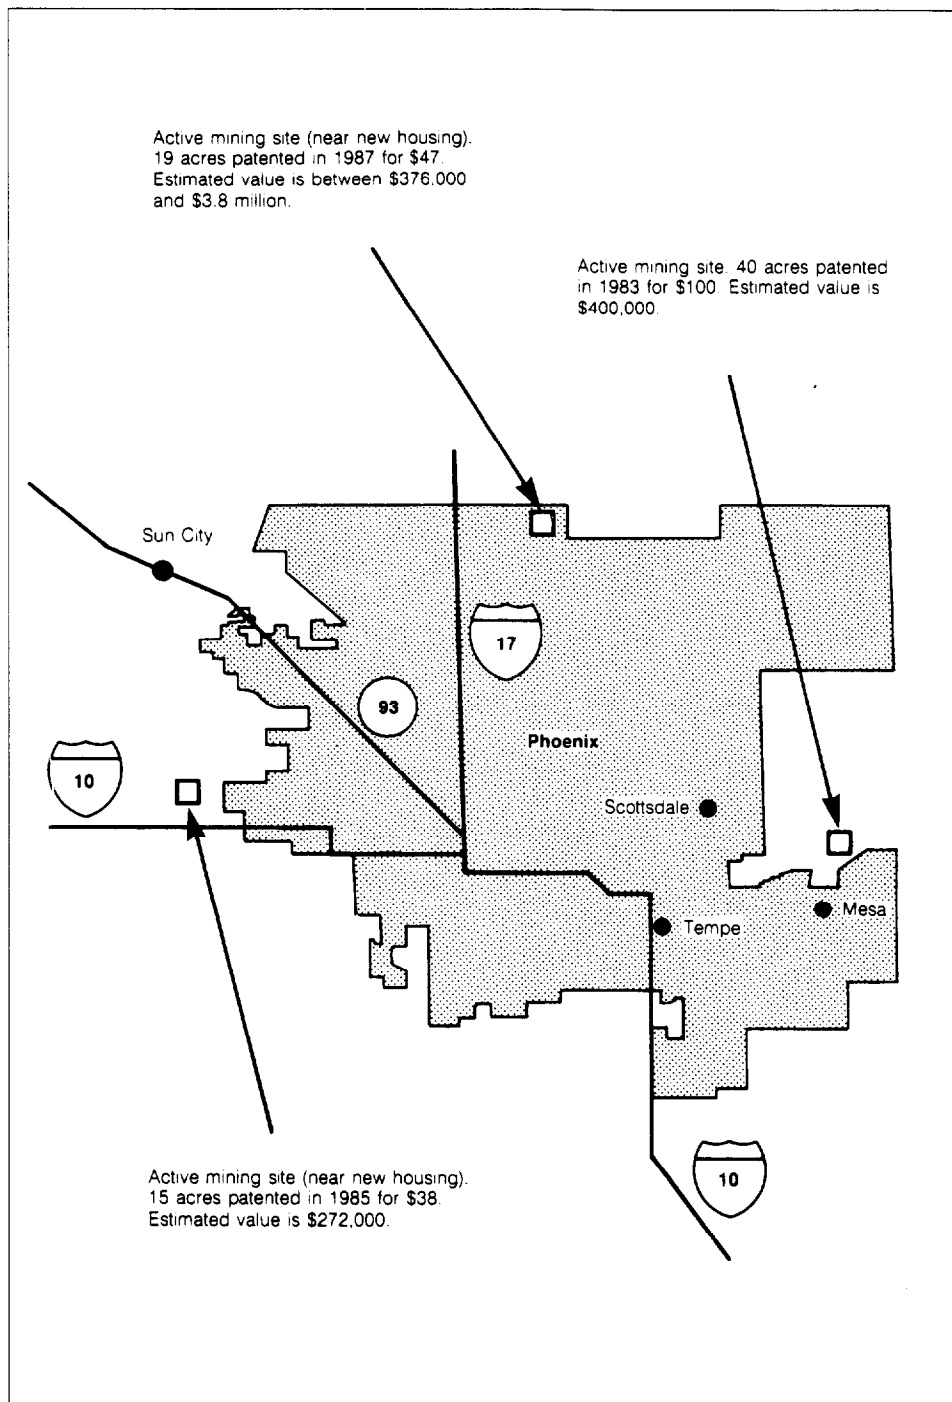 Active mining site (near new housing).
19 acres patented in 1987 for $47.
Estimated value is between $376.000
and $3.8 million.
Active mining site. 40 acres patented
in 1983 for $100. Estimated value is
$400,000.
Sun City
17
93
Phoenix
10
Scottsdale
Mesa
Tempe
10
Active mining site (near new housing).
15 acres patented in 1985 for $38.
Estimated value is $272,000.